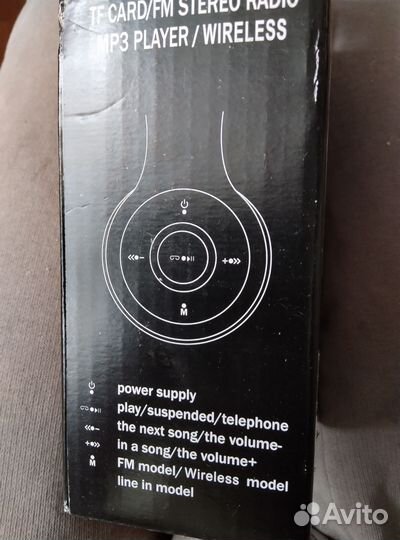 TF CARD/FM STEREO RADIO
MP3 PLAYER / WIRELESS
M
power supply
play/suspended/telephone
the next song/the volume-
in a song/the volume+
M FM model/Wireless model
line in model
Avito